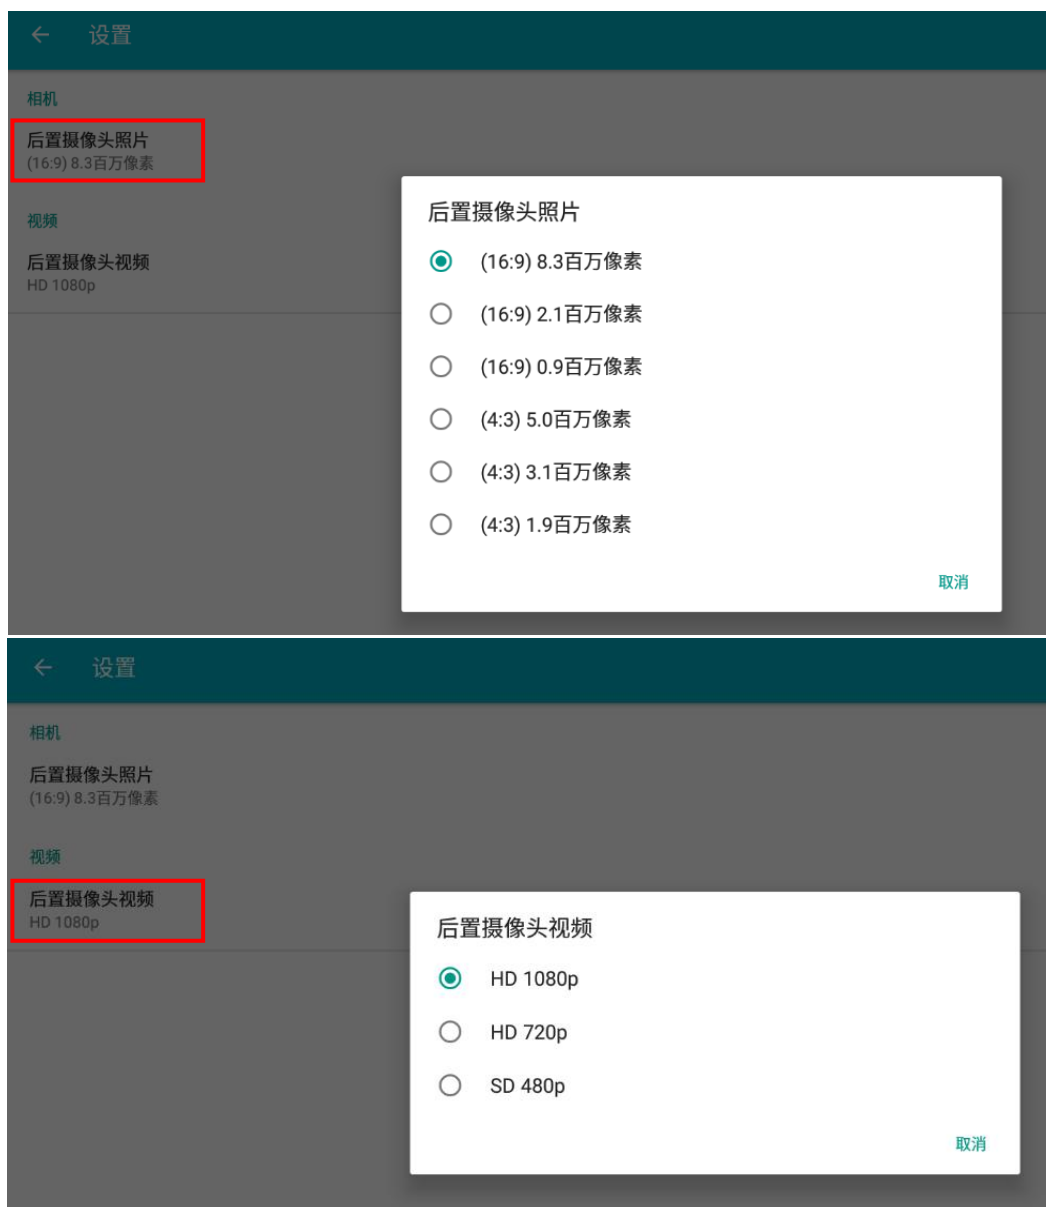 设置
相机
后置摄像头照片
(16:9) 8.3百万像素
视频
后置摄像头视频
HD 1080p
后置摄像头照片
(16:9) 8.3百万像素
(16:9) 2.1百万像素
(16:9) 0.9百万像素
(4:3) 5.0百万像素
(4:3) 3.1百万像素
(4:3) 1.9百万像素
取消
设置
相机
后置摄像头照片
(16:9) 8.3百万像素
视频
后置摄像头视频
HD 1080p
后置摄像头视频
HD 1080p
HD 720p
SD 480p
取消